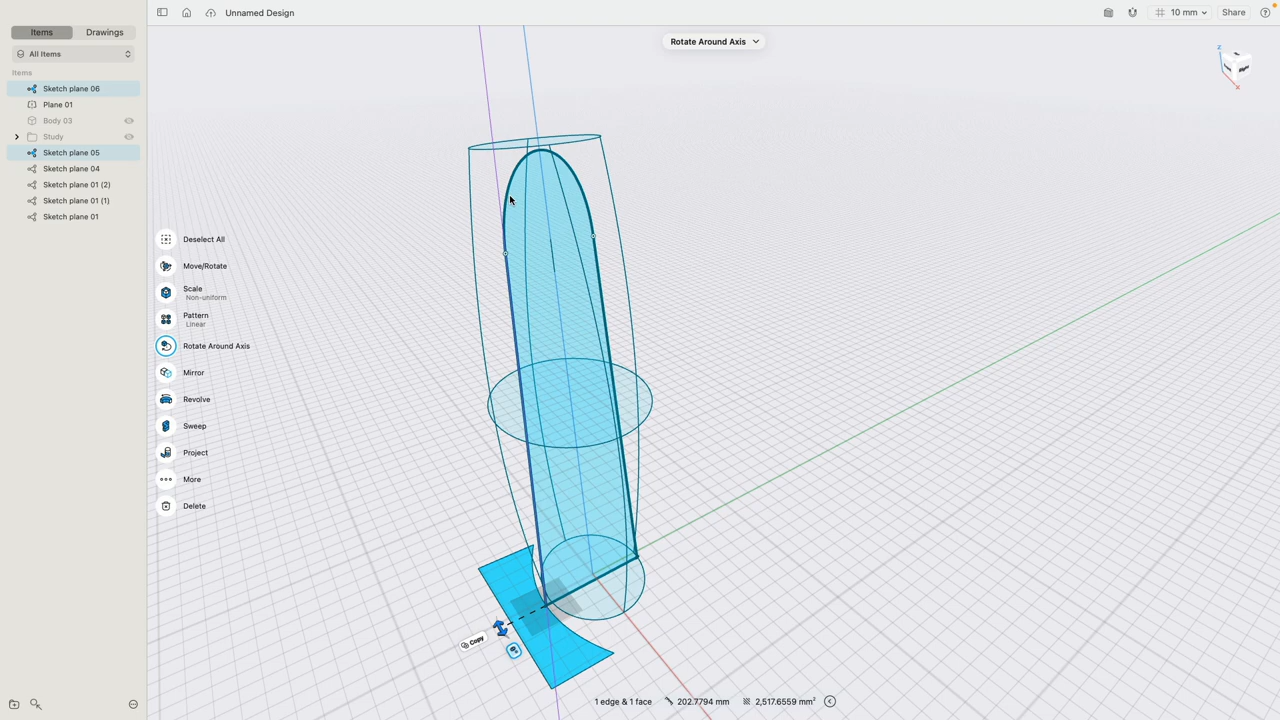 Unnamed Design
10 mm
Share
Items
Drawings
Rotate Around Axis
All Items
Items
Sketch plane 06
Plane 01
Body 03
Study
Sketch plane 05
Sketch plane 04
Sketch plane 01 (2)
Sketch plane 01 (1)
Sketch plane 01
Deselect All
Move/Rotate
Scale
Non-uniform
Pattern
Linear
Rotate Around Axis
Mirror
Revolve
Sweep
Project
More
Delete
Copy
Z
Right
X
1 edge & 1 face
202.7794 mm
2,517.6559 mm²